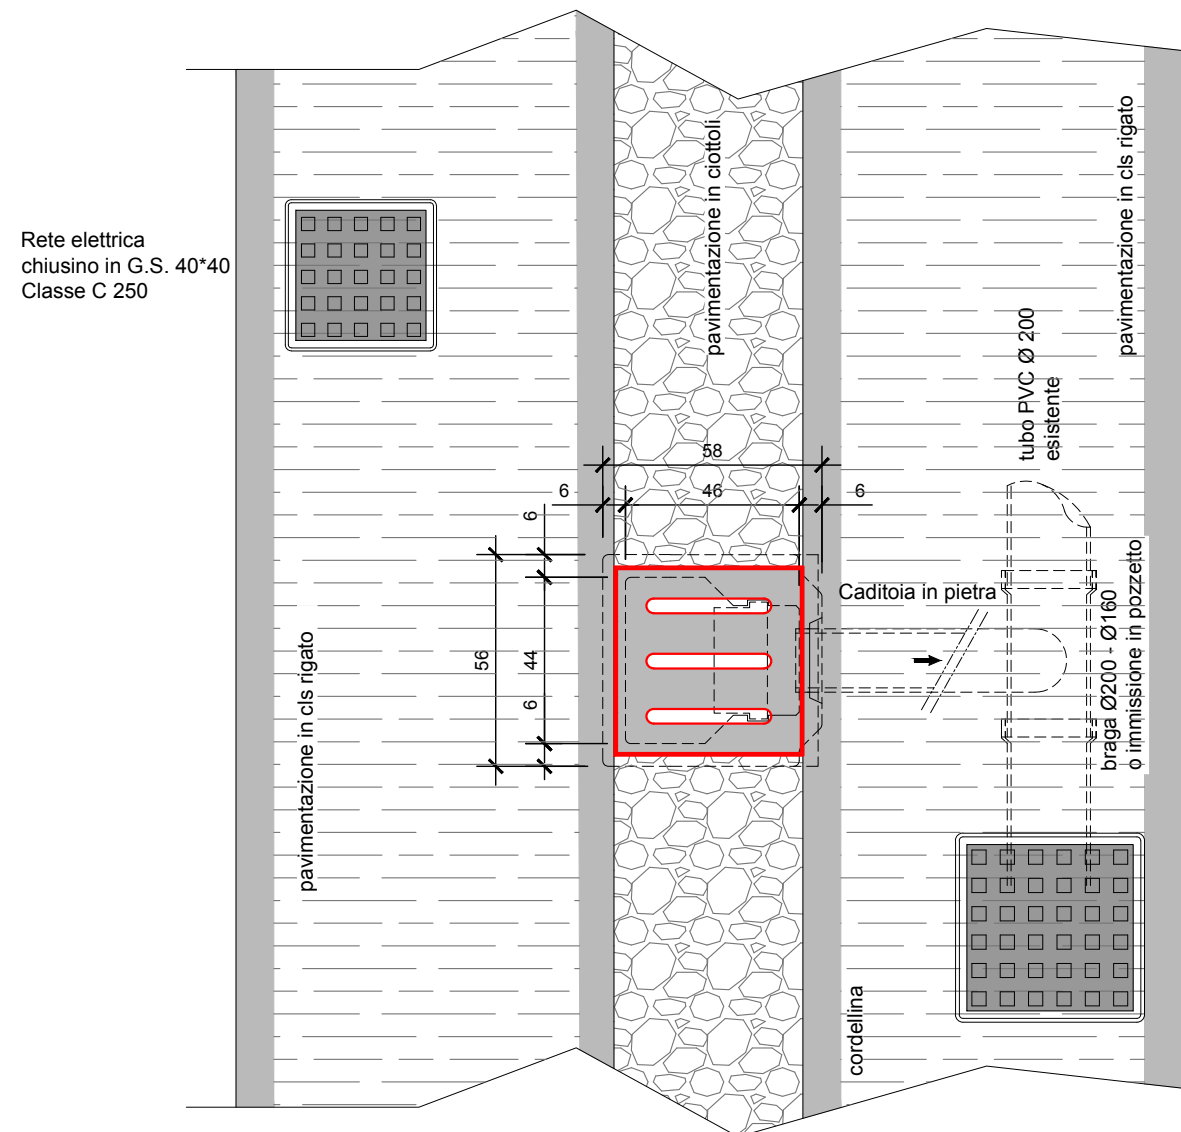 pavimentazione in ciottoli
pavimentazione in cls rigato
Rete elettrica
chiusino in G.S. 40*40
Classe C 250
tubo PVC Ø 200
esistente
58
6
46
6
6
56
44
6
Caditoia in pietra
braga Ø200 - Ø160
o immissione in pozzetto
pavimentazione in cls rigato
cordellina